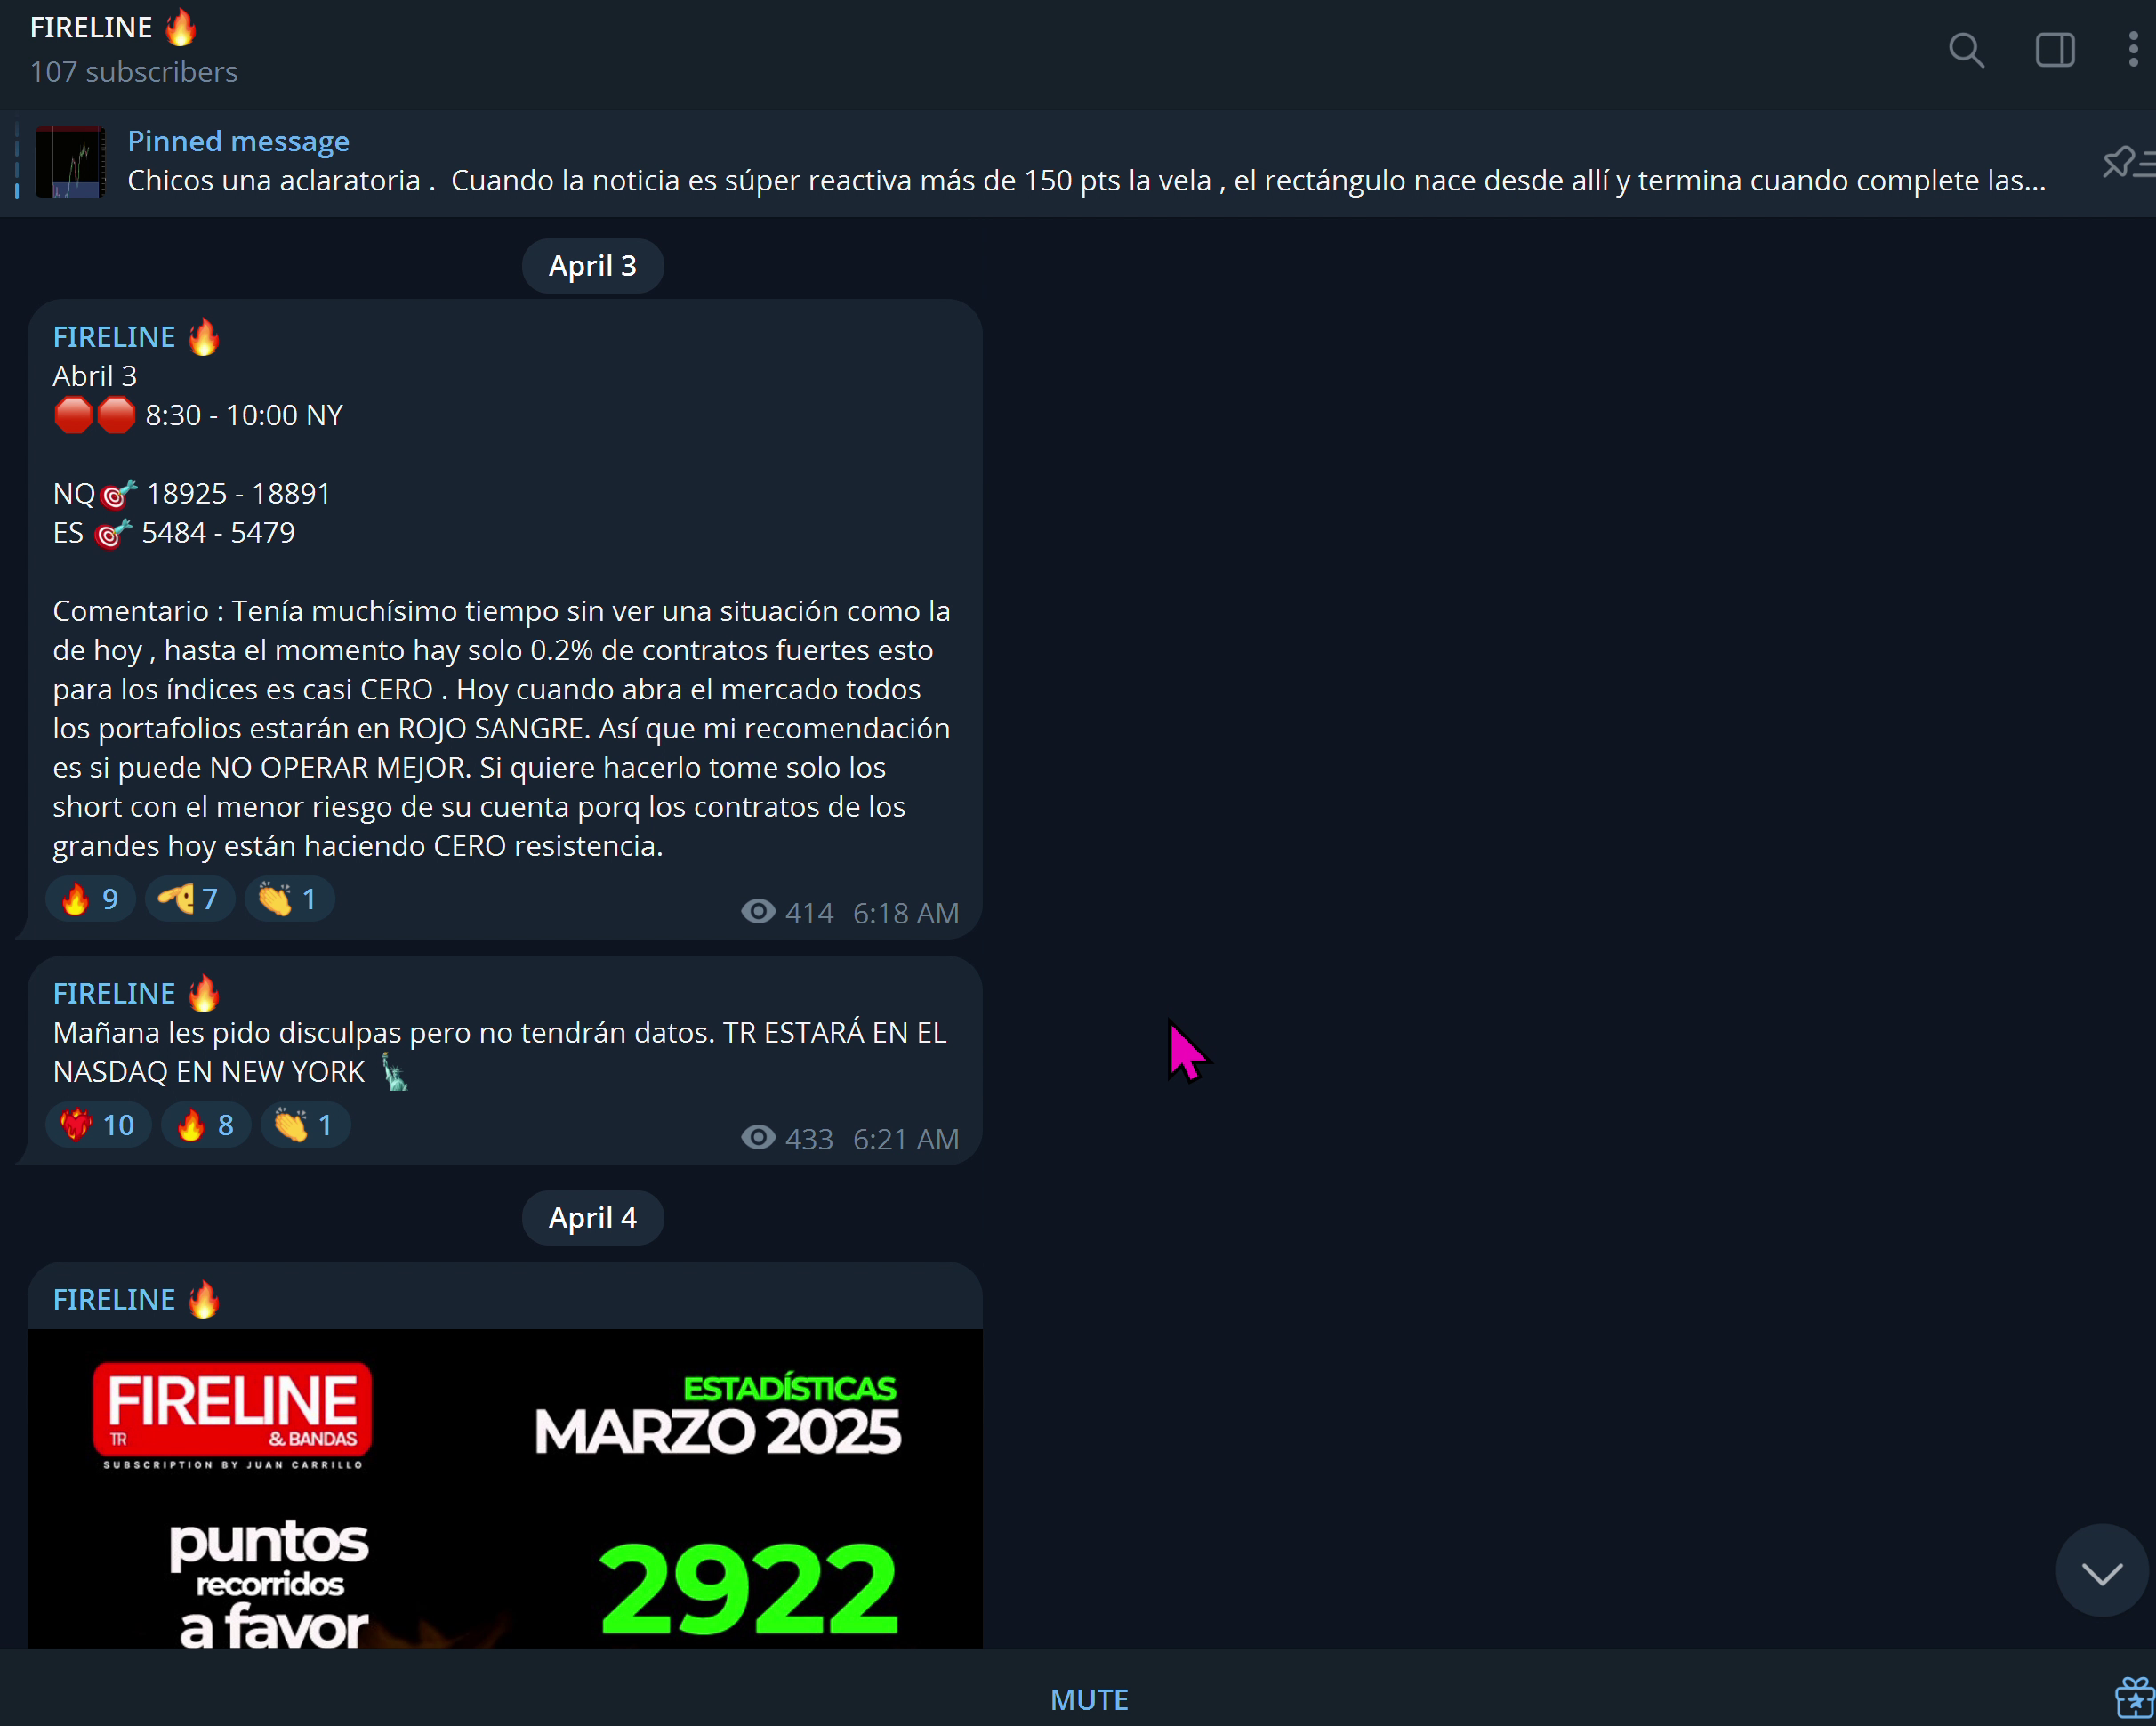 FIRELINE 🔥
107 subscribers
Pinned message
Chicos una aclaratoria .  Cuando la noticia es súper reactiva más de 150 pts la vela , el rectángulo nace desde allí y termina cuando complete las...
April 3
FIRELINE 🔥
Abril 3
🛑🛑 8:30 - 10:00 NY
NQ🎯 18925 - 18891
ES 🎯 5484 - 5479
Comentario : Tenía muchísimo tiempo sin ver una situación como la
de hoy , hasta el momento hay solo 0.2% de contratos fuertes esto
para los índices es casi CERO . Hoy cuando abra el mercado todos
los portafolios estarán en ROJO SANGRE. Así que mi recomendación
es si puede NO OPERAR MEJOR. Si quiere hacerlo tome solo los
short con el menor riesgo de su cuenta porq los contratos de los
grandes hoy están haciendo CERO resistencia.
🔥 9 🫡 7 👏 1
414 6:18 AM
FIRELINE 🔥
Mañana les pido disculpas pero no tendrán datos. TR ESTARÁ EN EL
NASDAQ EN NEW YORK 🗽
❤️‍🔥 10 🔥 8 👏 1
433 6:21 AM
April 4
FIRELINE 🔥
FIRELINE
TR & BANDAS
SUBSCRIPTION BY JUAN CARRILLO
ESTADÍSTICAS
MARZO 2025
puntos
recorridos
a favor
2922
MUTE